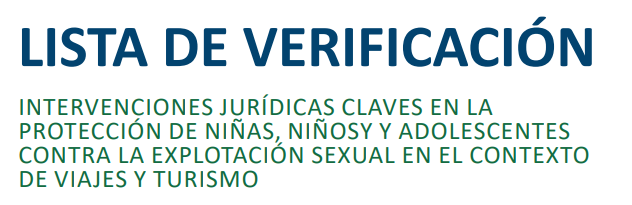 LISTA DE VERIFICACIÓN
INTERVENCIONES JURÍDICAS CLAVES EN LA
PROTECCIÓN DE NIÑAS, NIÑOSY Y ADOLESCENTES
CONTRA LA EXPLOTACIÓN SEXUAL EN EL CONTEXTO
DE VIAJES Y TURISMO